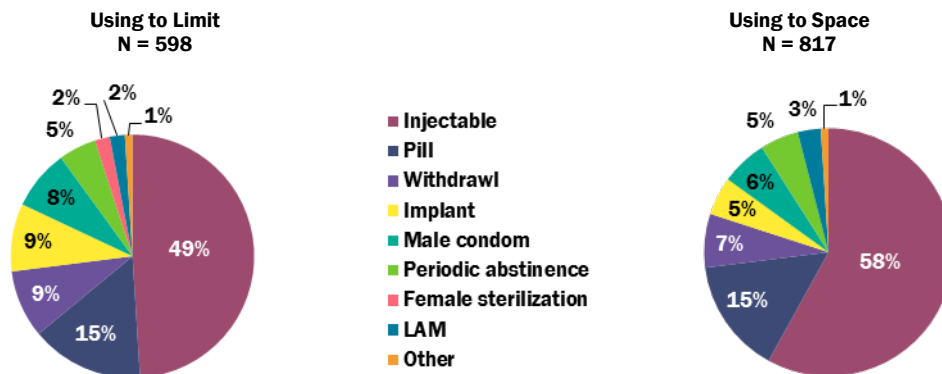 Using to Limit
N = 598
2%
2%
1%
5%
8%
9%
9%
15%
49%
Injectable
Pill
Withdrawl
Implant
Male condom
Periodic abstinence
Female sterilization
LAM
Other
Using to Space
N = 817
1%
3%
5%
6%
5%
7%
15%
58%